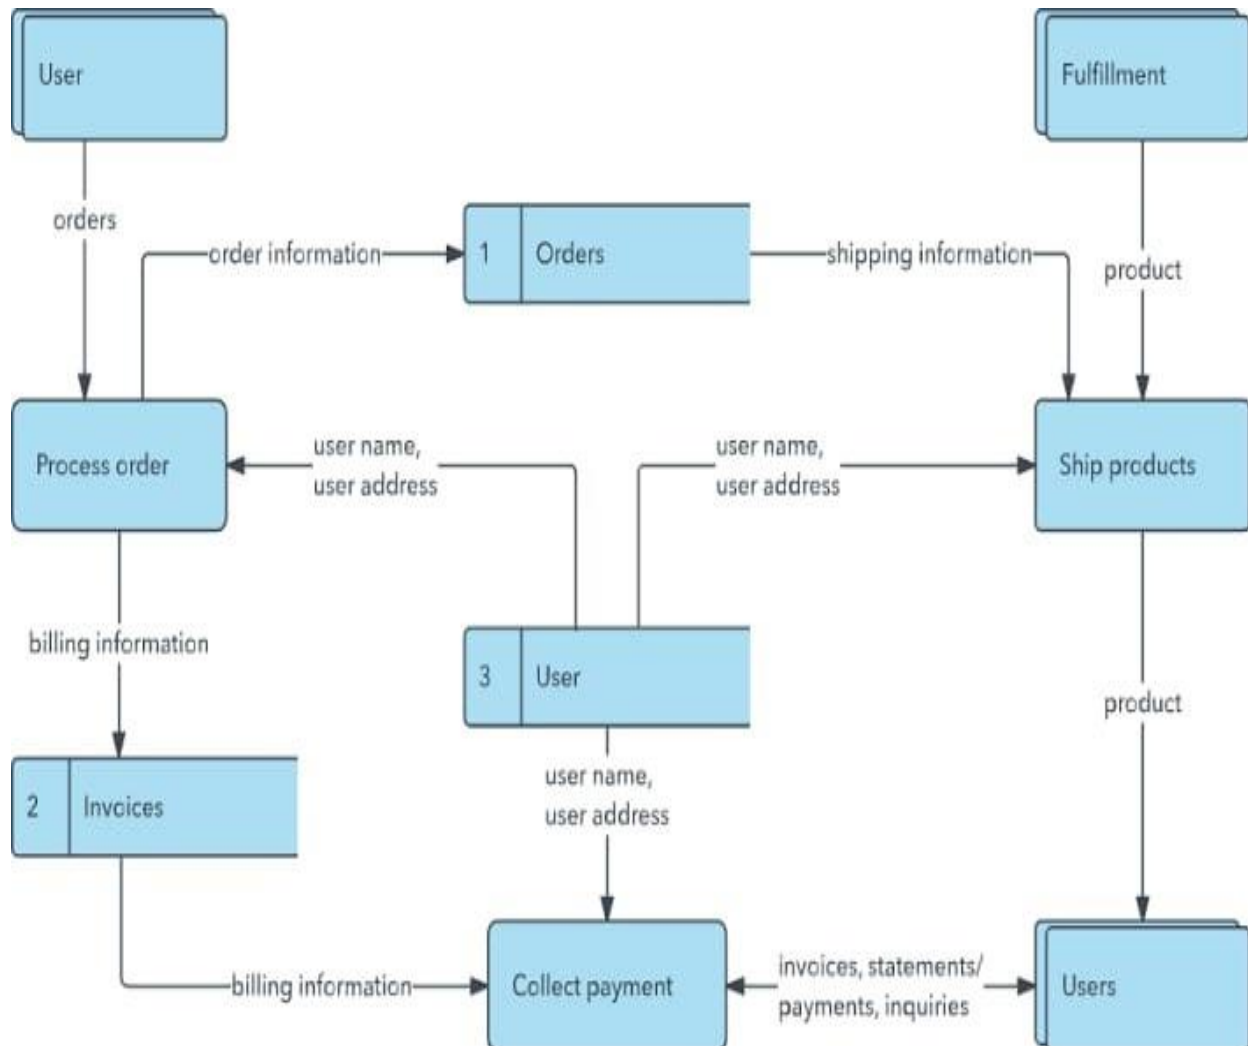 User
Fulfillment
orders
order information
1
Orders
shipping information
product
Process order
user name,
user address
user name,
user address
Ship products
billing information
3
User
product
2
Invoices
user name,
user address
billing information
Collect payment
invoices, statements/
payments, inquiries
Users